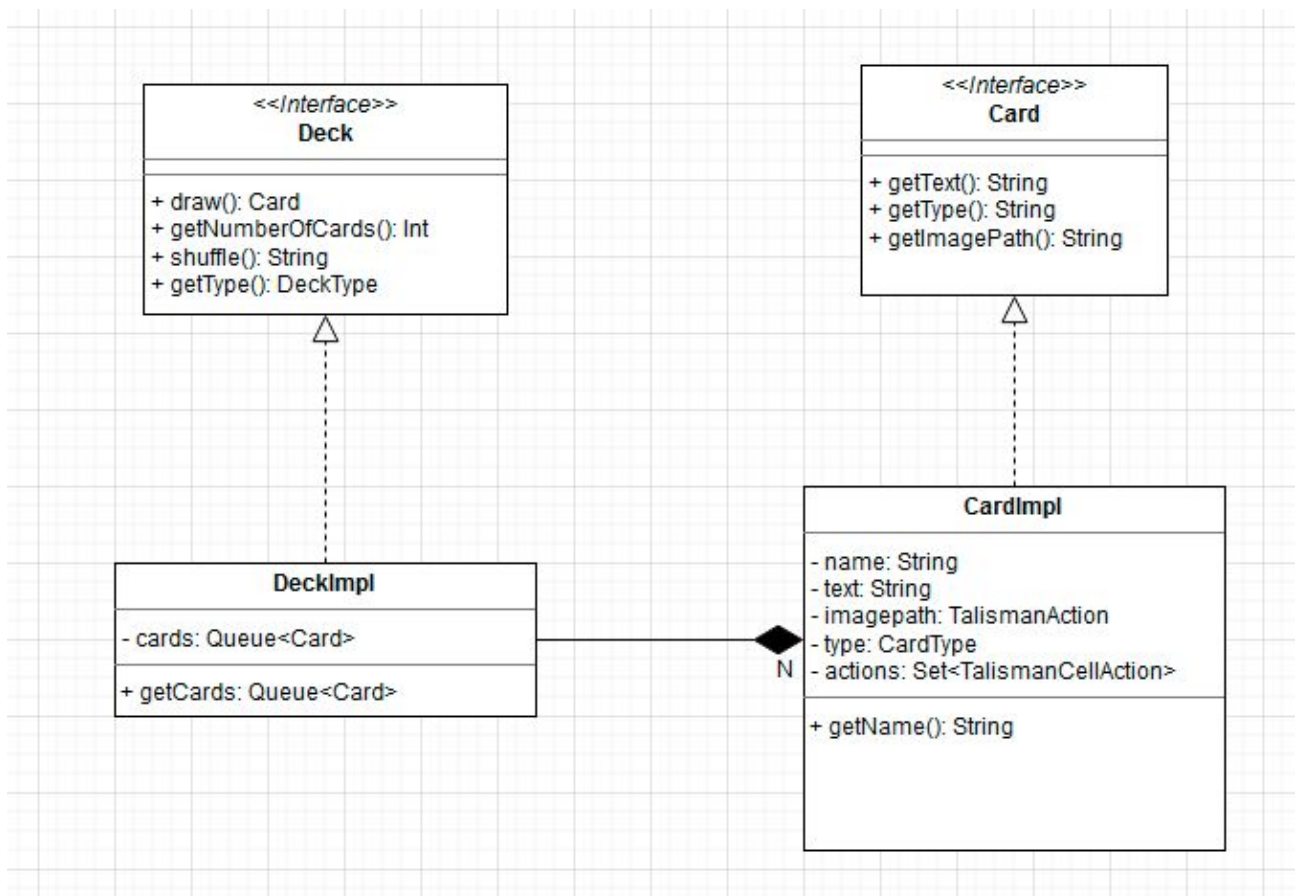 <<Interface>>
Deck
+ draw(): Card
+ getNumberOfCards(): Int
+ shuffle(): String
+ getType(): DeckType
<<Interface>>
Card
+ getText(): String
+ getType(): String
+ getImagePath(): String
DeckImpl
- cards: Queue<Card>
+ getCards: Queue<Card>
N
CardImpl
- name: String
- text: String
- imagepath: TalismanAction
- type: CardType
- actions: Set<TalismanCellAction>
+ getName(): String